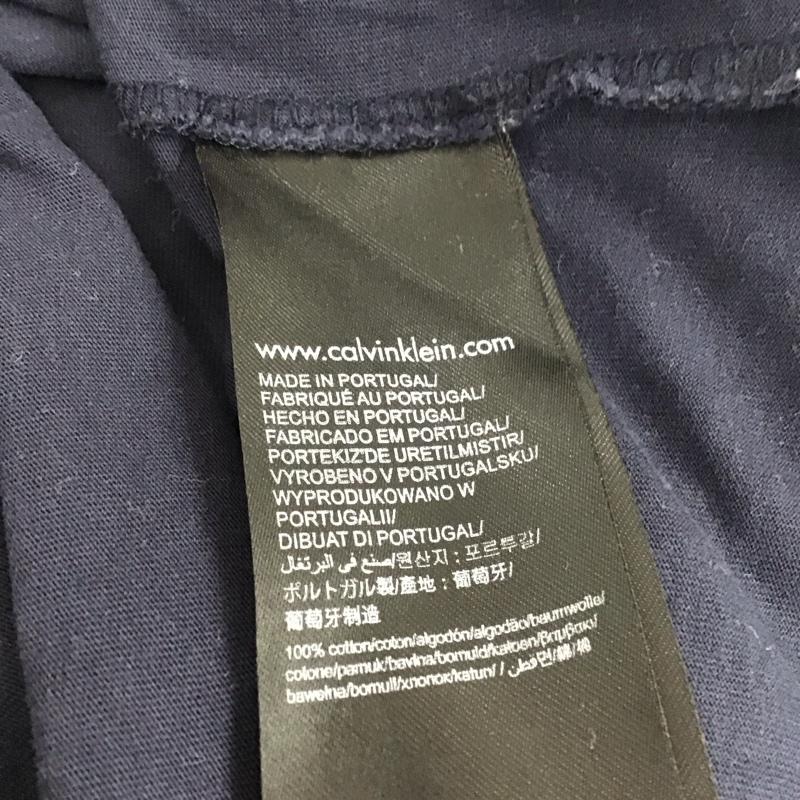 www.calvinklein.com
MADE IN PORTUGAL/
FABRIQUÉ AU PORTUGAL/
HECHO EN PORTUGAL/
FABRICADO EM PORTUGAL/
PORTEKIZ'DE URETILMISTIR/
VYROBENO V PORTUGALSKU/
WYPRODUKOWANO W
PORTUGALII/
DIBUAT DI PORTUGAL/
صنع في البرتغال/원산지 : 포르투갈/
ポルトガル製/產地 : 葡萄牙/
葡萄牙制造
100% cotton/coton/algodón/algodão/baumwolle/
cotone/pamuk/bavlna/bomuld/katoen/βαμβακι/
bawełna/bomull/хлопок/katun/ / قطن/면/綿/棉